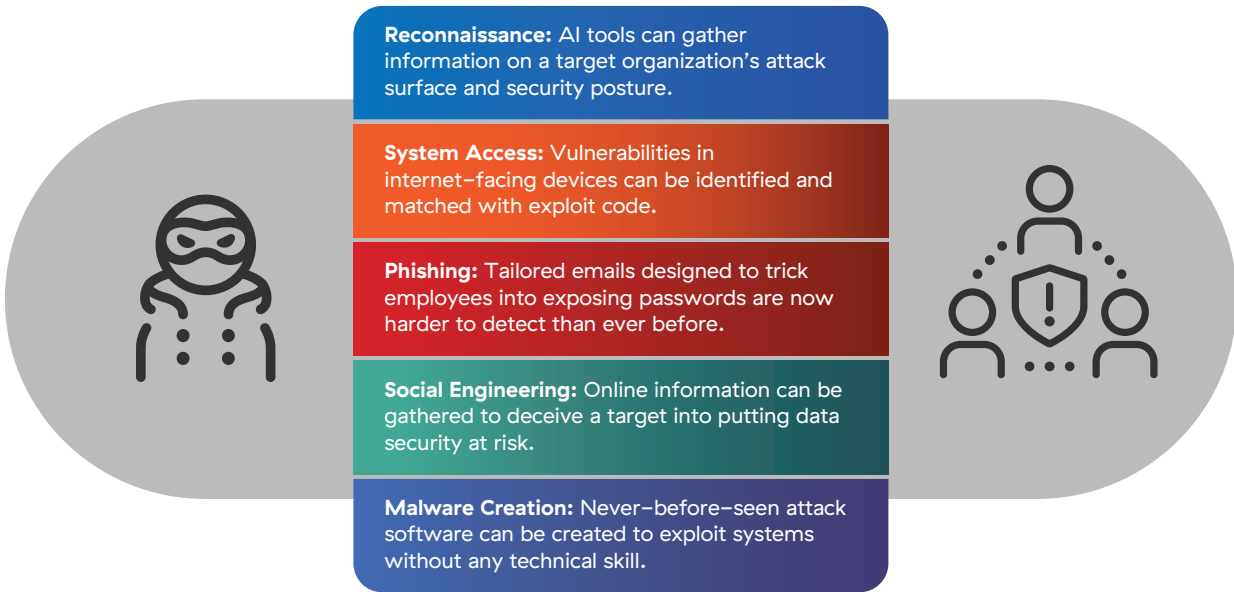 Reconnaissance: AI tools can gather
information on a target organization’s attack
surface and security posture.
System Access: Vulnerabilities in
internet-facing devices can be identified and
matched with exploit code.
Phishing: Tailored emails designed to trick
employees into exposing passwords are now
harder to detect than ever before.
Social Engineering: Online information can be
gathered to deceive a target into putting data
security at risk.
Malware Creation: Never-before-seen attack
software can be created to exploit systems
without any technical skill.